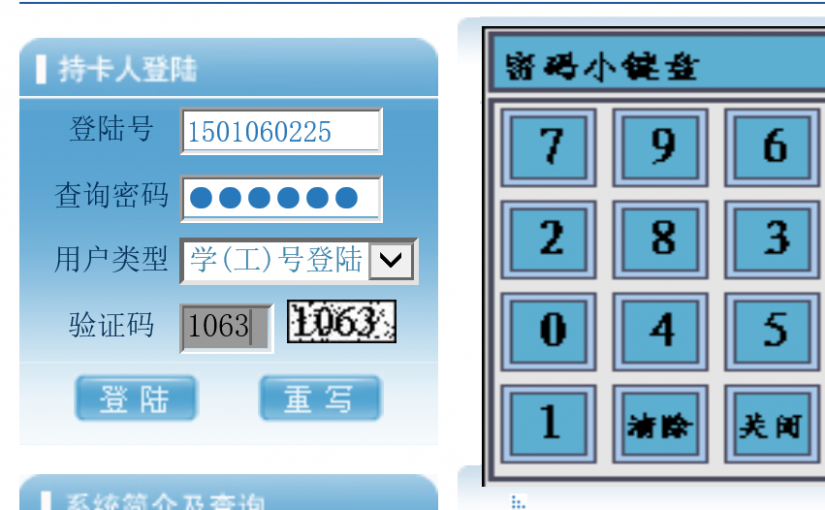 持卡人登陆
登陆号 1501060225
查询密码 ●●●●●●
用户类型 学(工)号登陆
验证码 1063 1063
登陆 重写
系统简介及查询
密码小键盘
7 9 6
2 8 3
0 4 5
1 清除 关闭